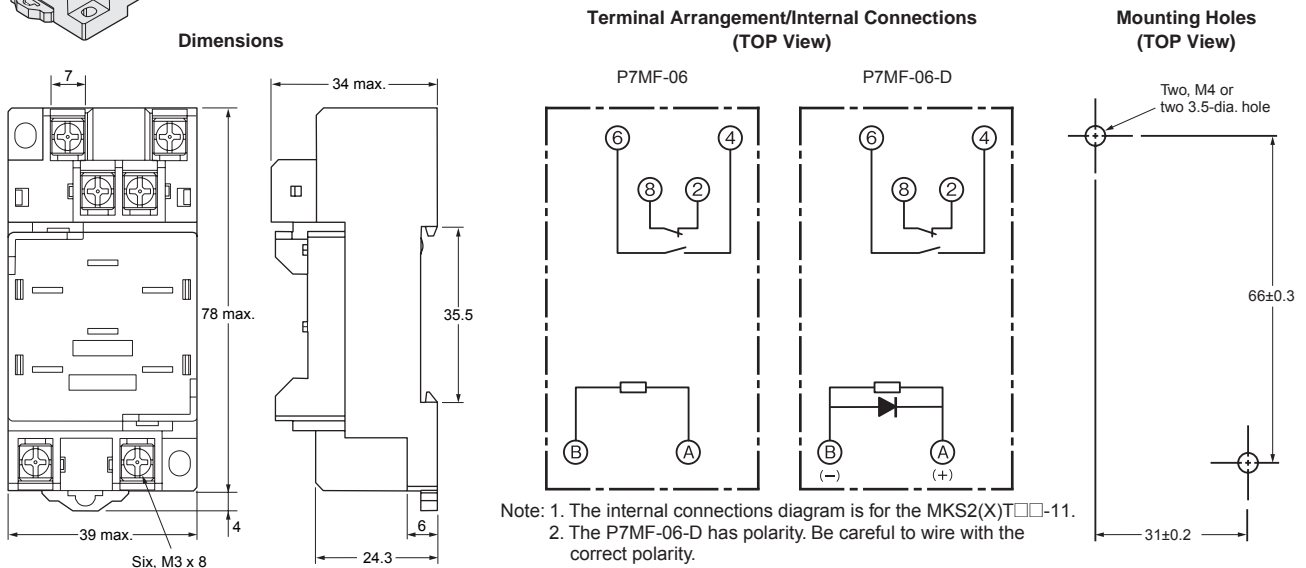 Dimensions
7
34 max.
78 max.
35.5
39 max.
4
Six, M3 x 8
6
24.3
Terminal Arrangement/Internal Connections
(TOP View)
P7MF-06
6
4
8
2
B
A
P7MF-06-D
6
4
8
2
B
A
(−)
(+)
Note: 1. The internal connections diagram is for the MKS2(X)T□□-11.
2. The P7MF-06-D has polarity. Be careful to wire with the
correct polarity.
Mounting Holes
(TOP View)
Two, M4 or
two 3.5-dia. hole
66±0.3
31±0.2